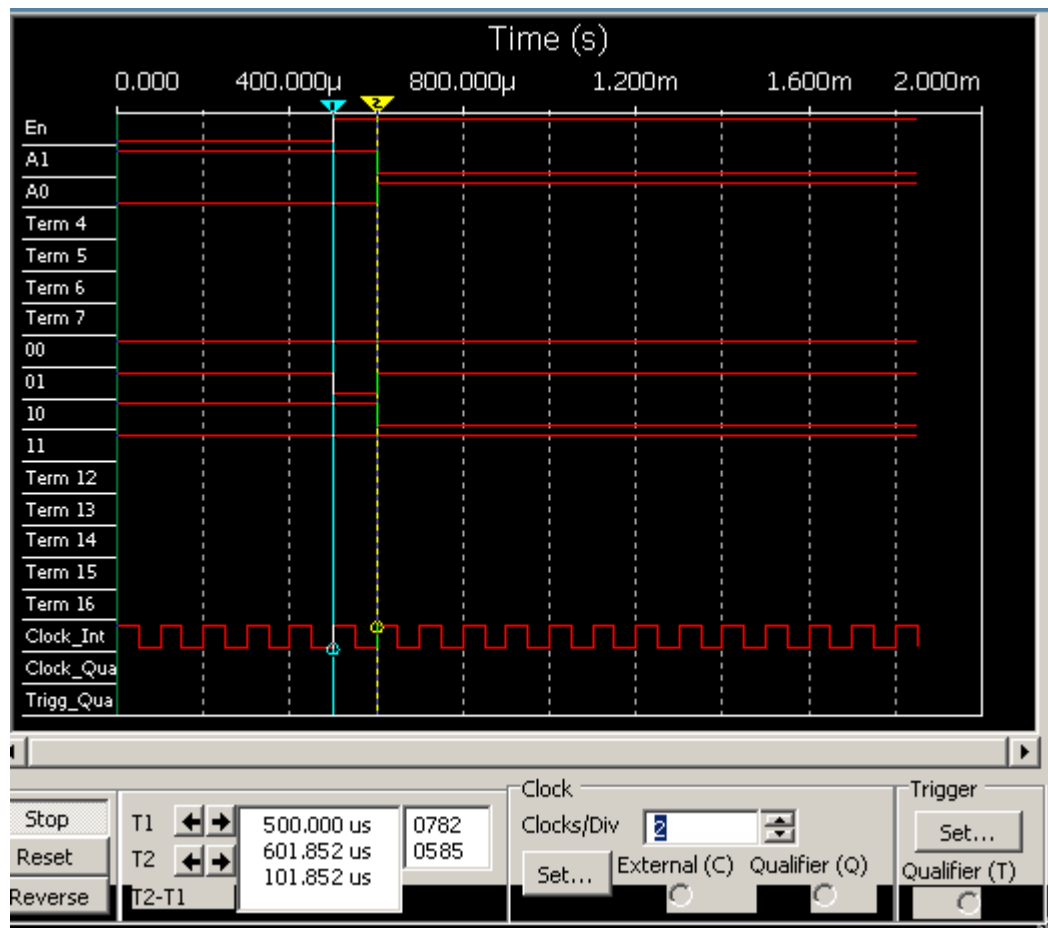 Time (s)
0.000 400.000µ 800.000µ 1.200m 1.600m 2.000m
1 2
En
A1
A0
Term 4
Term 5
Term 6
Term 7
00
01
10
11
Term 12
Term 13
Term 14
Term 15
Term 16
Clock_Int
Clock_Qua
Trigg_Qua
Stop
Reset
Reverse
T1 500.000 us 0782
T2 601.852 us 0585
T2-T1 101.852 us
Clock
Clocks/Div 2
Set... External (C) Qualifier (Q)
Trigger
Set...
Qualifier (T)